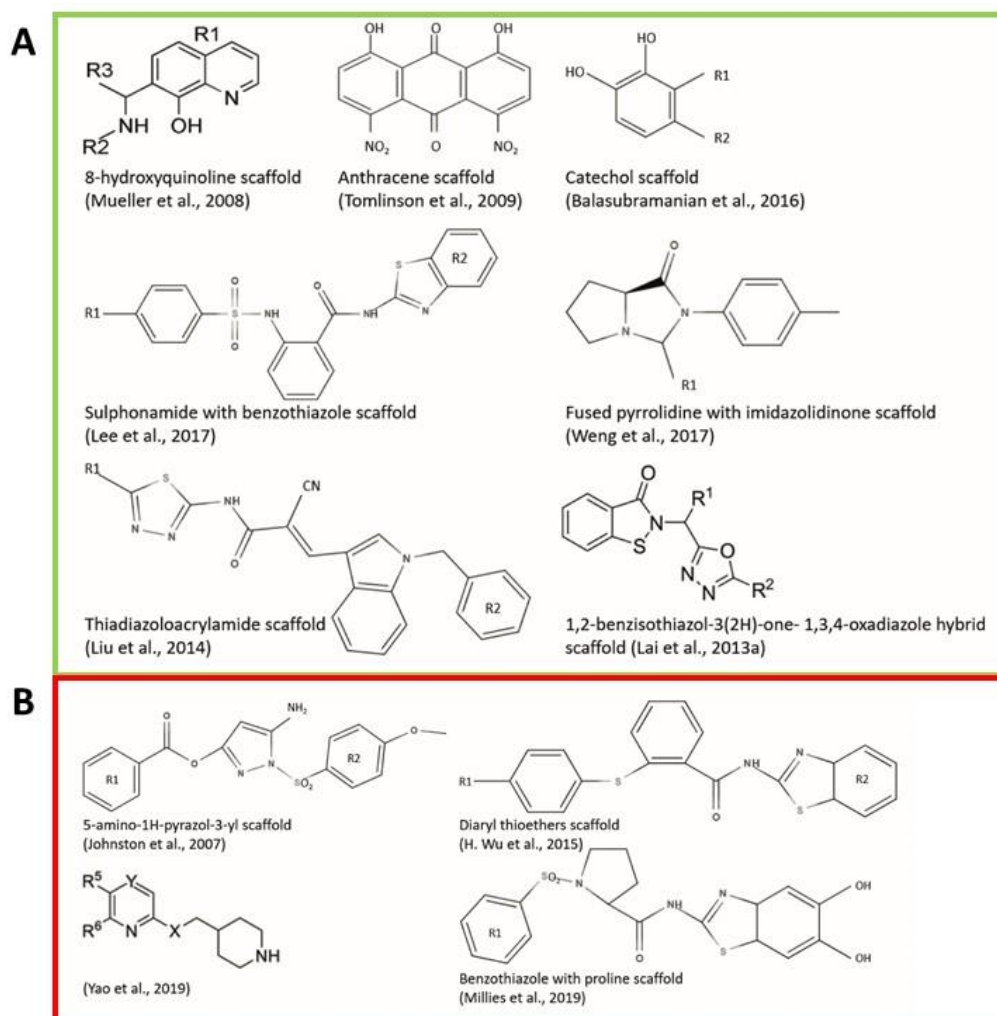 A
R1
R3
N
NH
OH
R2
8-hydroxyquinoline scaffold
(Mueller et al., 2008)
OH
O
OH
NO2
O
NO2
Anthracene scaffold
(Tomlinson et al., 2009)
HO
HO
R1
R2
Catechol scaffold
(Balasubramanian et al., 2016)
R1
O
S
O
NH
O
NH
S
N
R2
Sulphonamide with benzothiazole scaffold
(Lee et al., 2017)
O
N
N
R1
Fused pyrrolidine with imidazolidinone scaffold
(Weng et al., 2017)
R1
S
N
N
NH
O
CN
N
R2
Thiadiazoloacrylamide scaffold
(Liu et al., 2014)
O
N
S
R1
O
N
N
R2
1,2-benzisothiazol-3(2H)-one- 1,3,4-oxadiazole hybrid
scaffold (Lai et al., 2013a)
B
R1
O
O
NH2
N
N
SO2
R2
O
5-amino-1H-pyrazol-3-yl scaffold
(Johnston et al., 2007)
R1
S
O
NH
N
S
R2
Diaryl thioethers scaffold
(H. Wu et al., 2015)
R5
R6
Y
N
X
NH
(Yao et al., 2019)
R1
SO2
N
O
NH
N
S
OH
OH
Benzothiazole with proline scaffold
(Millies et al., 2019)